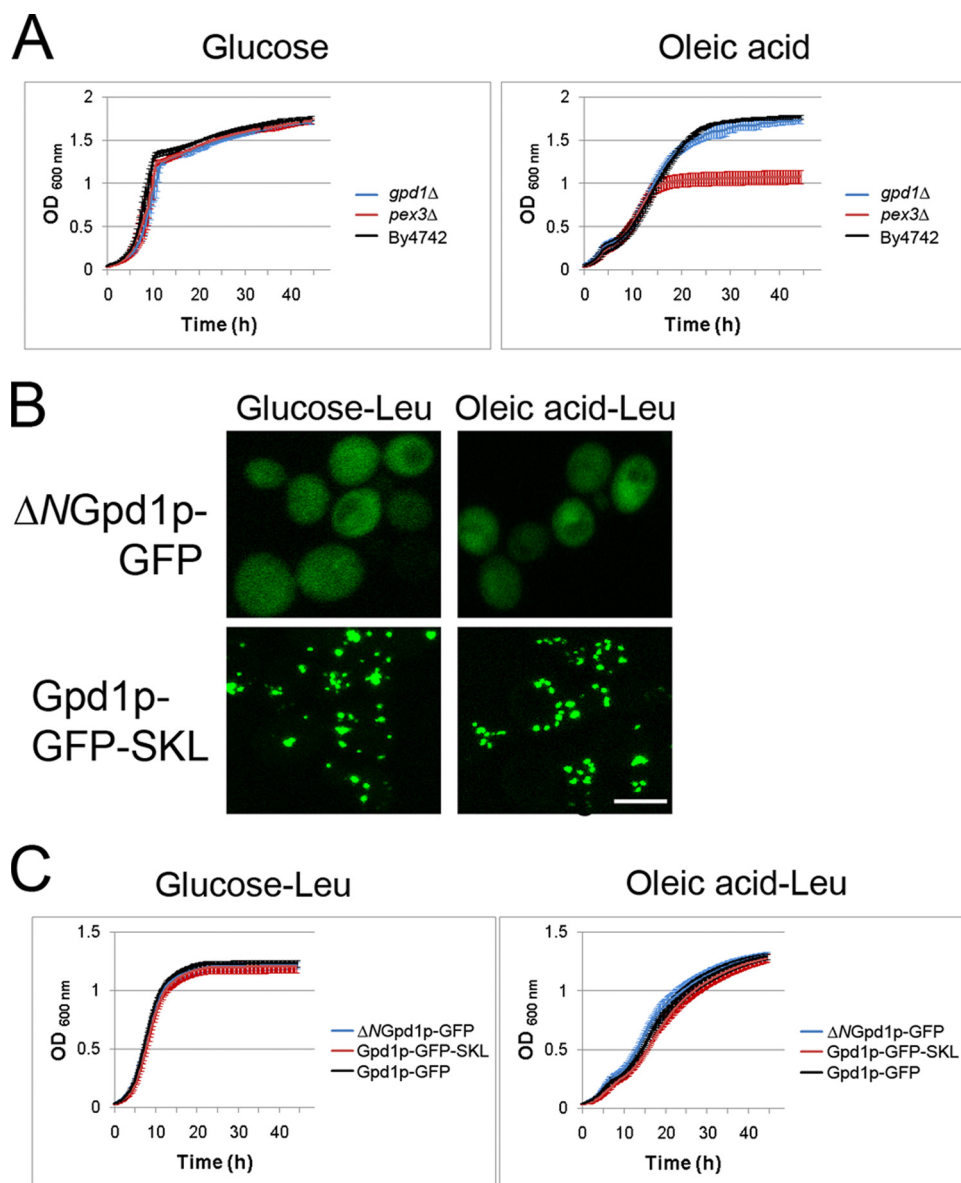 A
Glucose
Oleic acid
OD 600 nm
2
1.5
1
0.5
0
0 10 20 30 40
Time (h)
gpd1Δ
pex3Δ
By4742
OD 600 nm
2
1.5
1
0.5
0
0 10 20 30 40
Time (h)
gpd1Δ
pex3Δ
By4742
B
Glucose-Leu Oleic acid-Leu
ΔNGpd1p-
GFP
Gpd1p-
GFP-SKL
C
Glucose-Leu
Oleic acid-Leu
OD 600 nm
1.5
1
0.5
0
0 10 20 30 40
Time (h)
ΔNGpd1p-GFP
Gpd1p-GFP-SKL
Gpd1p-GFP
OD 600 nm
1.5
1
0.5
0
0 10 20 30 40
Time (h)
ΔNGpd1p-GFP
Gpd1p-GFP-SKL
Gpd1p-GFP